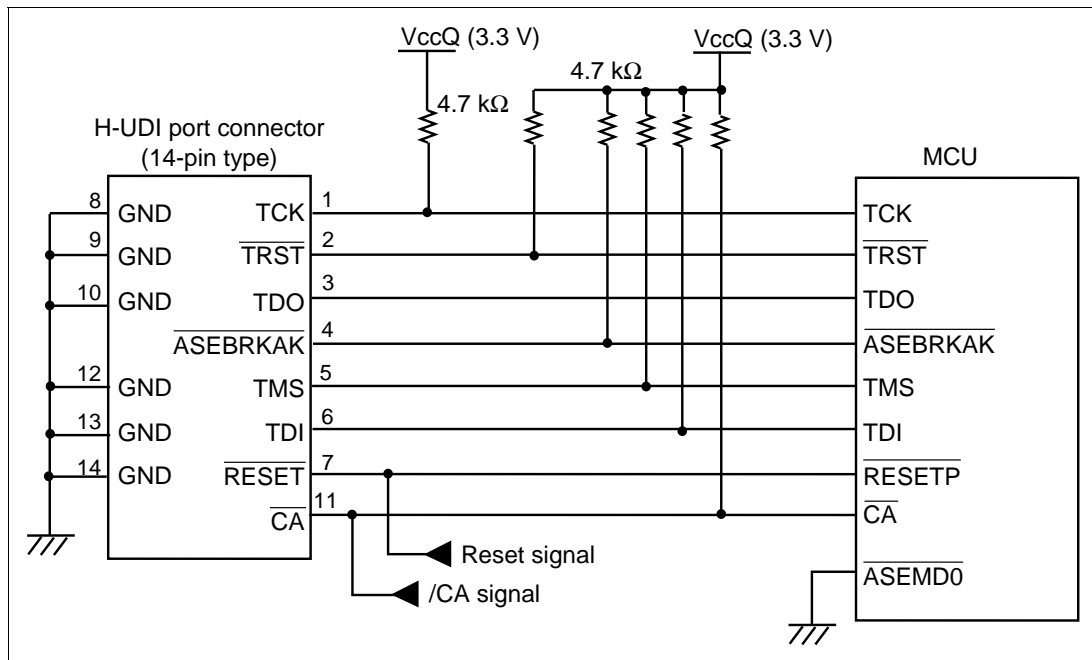 VccQ (3.3 V)
VccQ (3.3 V)
4.7 kΩ
4.7 kΩ
H-UDI port connector
(14-pin type)
MCU
8 GND TCK 1 TCK
9 GND TRST 2 TRST
10 GND TDO 3 TDO
ASEBRKAK 4 ASEBRKAK
12 GND TMS 5 TMS
13 GND TDI 6 TDI
14 GND RESET 7 RESETP
CA 11 CA
Reset signal
/CA signal
ASEMD0